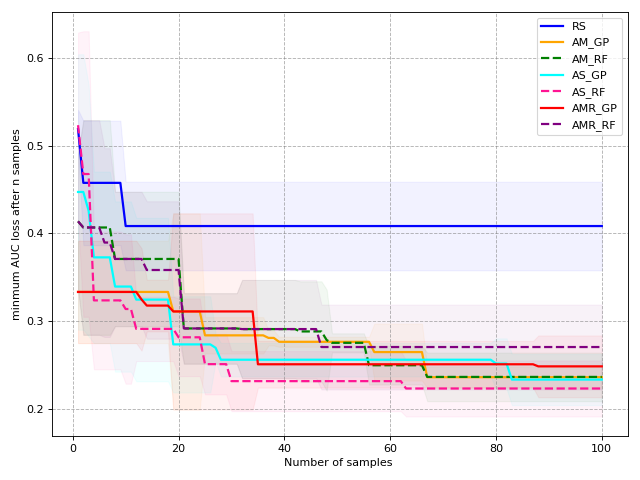 RS
AM_GP
AM_RF
AS_GP
AS_RF
AMR_GP
AMR_RF
minmum AUC loss after n samples
0.6
0.5
0.4
0.3
0.2
0
20
40
60
80
100
Number of samples